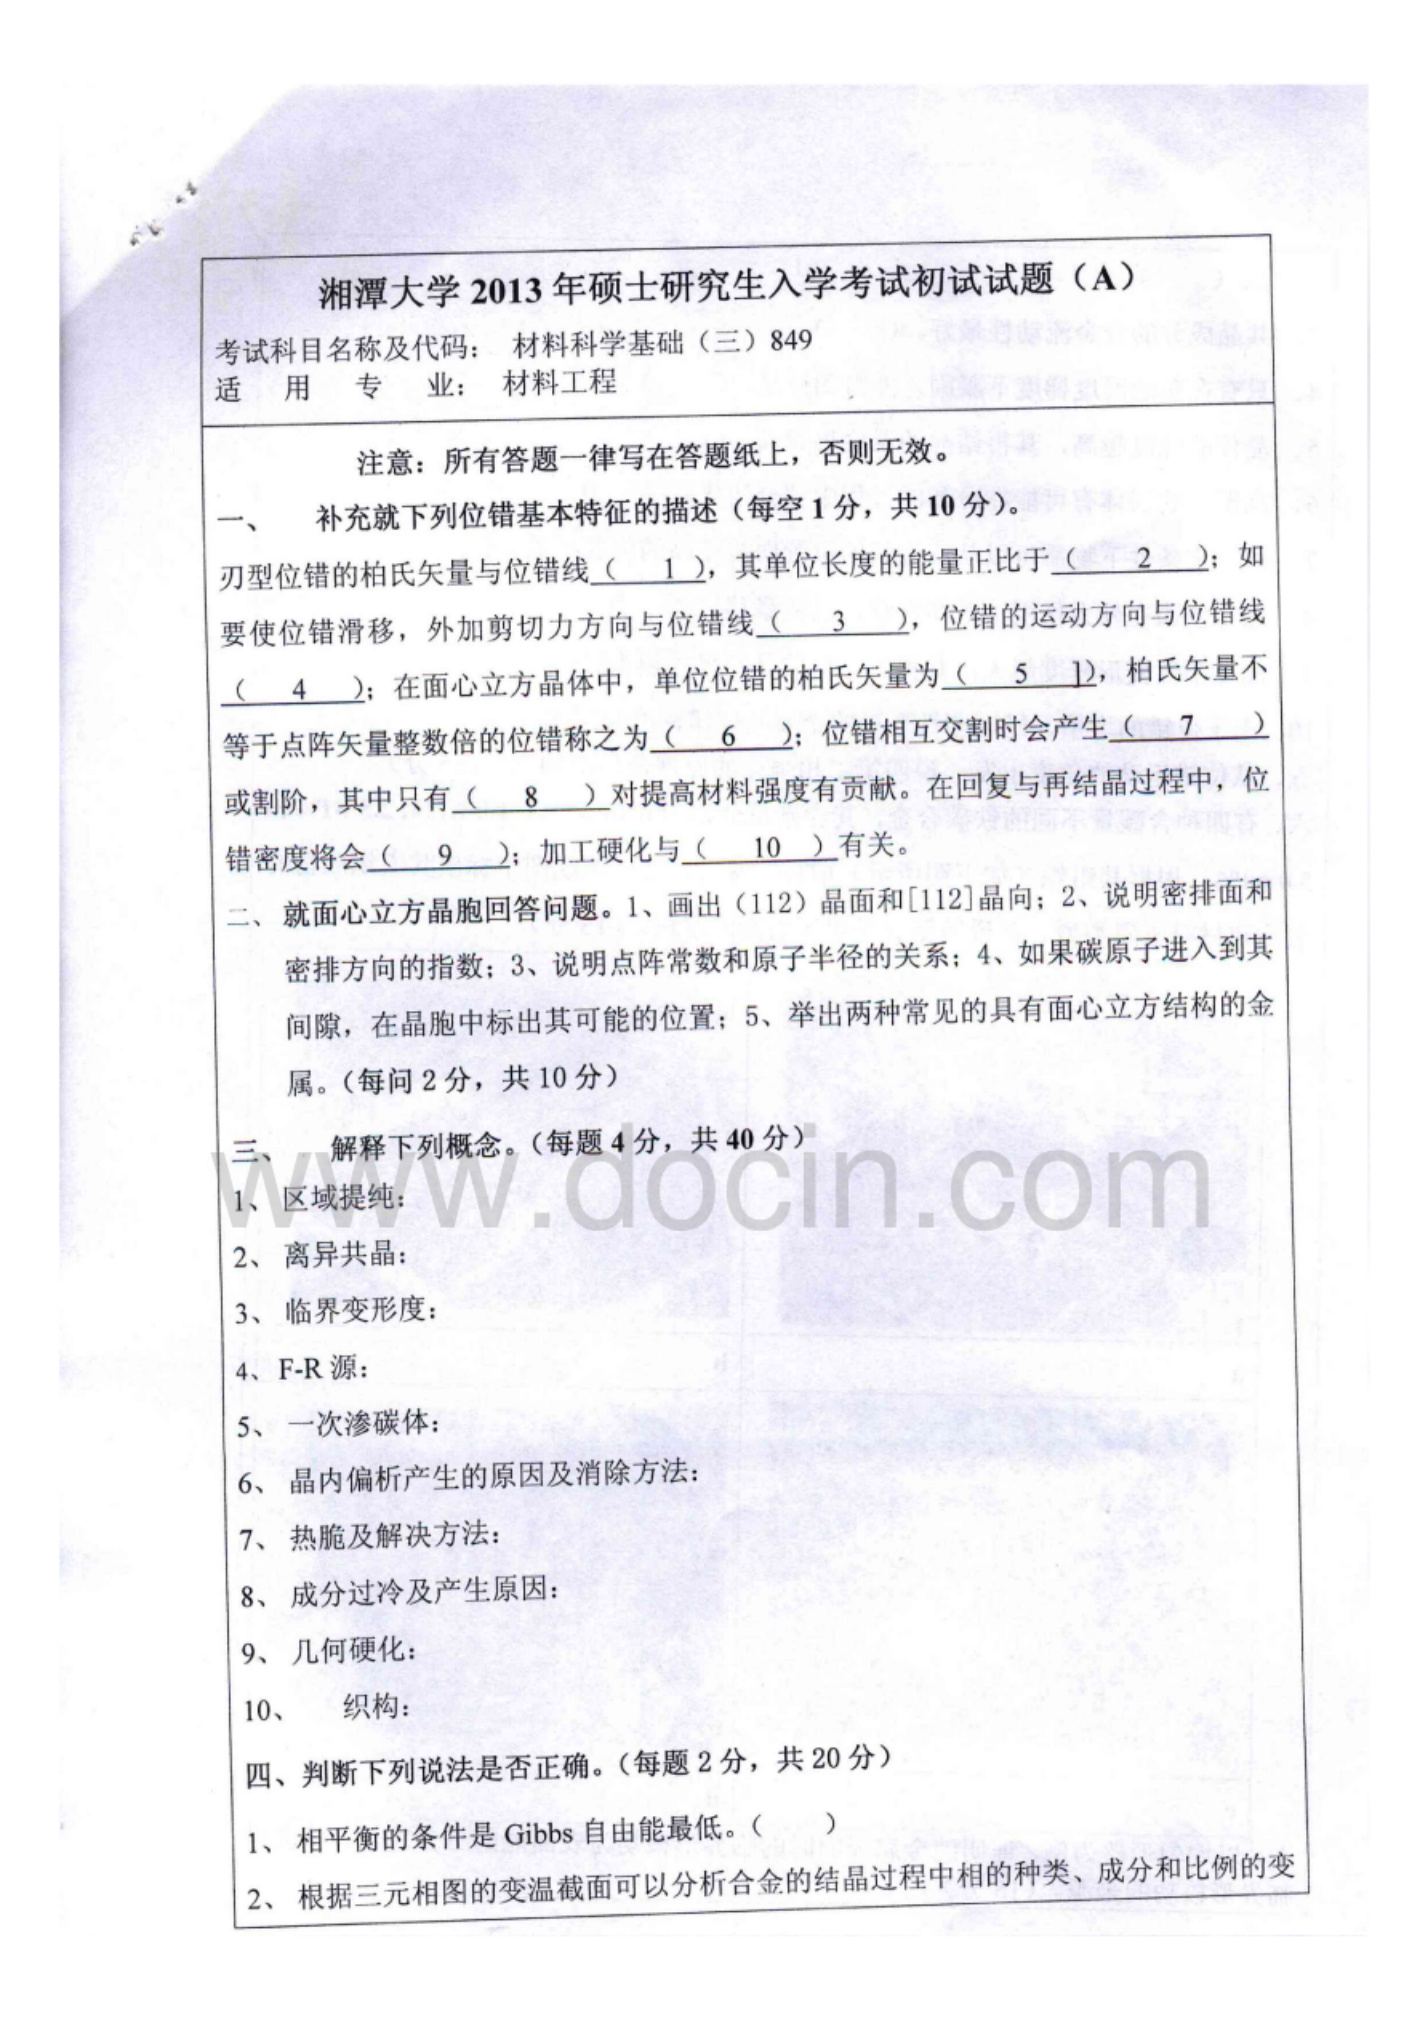 湘潭大学 2013 年硕士研究生入学考试初试试题（A）
考试科目名称及代码： 材料科学基础（三）849
适 用 专 业： 材料工程
注意：所有答题一律写在答题纸上，否则无效。
一、 补充就下列位错基本特征的描述（每空 1 分，共 10 分）。
刃型位错的柏氏矢量与位错线（ 1 ），其单位长度的能量正比于（ 2 ）；如
要使位错滑移，外加剪切力方向与位错线（ 3 ），位错的运动方向与位错线
（ 4 ）；在面心立方晶体中，单位位错的柏氏矢量为（ 5 ］），柏氏矢量不
等于点阵矢量整数倍的位错称之为（ 6 ）；位错相互交割时会产生（ 7 ）
或割阶，其中只有（ 8 ）对提高材料强度有贡献。在回复与再结晶过程中，位
错密度将会（ 9 ）；加工硬化与（ 10 ）有关。
二、就面心立方晶胞回答问题。1、画出（112）晶面和[112]晶向；2、说明密排面和
密排方向的指数；3、说明点阵常数和原子半径的关系；4、如果碳原子进入到其
间隙，在晶胞中标出其可能的位置；5、举出两种常见的具有面心立方结构的金
属。（每问 2 分，共 10 分）
三、 解释下列概念。（每题 4 分，共 40 分）
www.docin.com
1、 区域提纯：
2、 离异共晶：
3、 临界变形度：
4、F-R 源：
5、 一次渗碳体：
6、 晶内偏析产生的原因及消除方法：
7、 热脆及解决方法：
8、 成分过冷及产生原因：
9、 几何硬化：
10、 织构：
四、判断下列说法是否正确。（每题 2 分，共 20 分）
1、 相平衡的条件是 Gibbs 自由能最低。（ ）
2、 根据三元相图的变温截面可以分析合金的结晶过程中相的种类、成分和比例的变